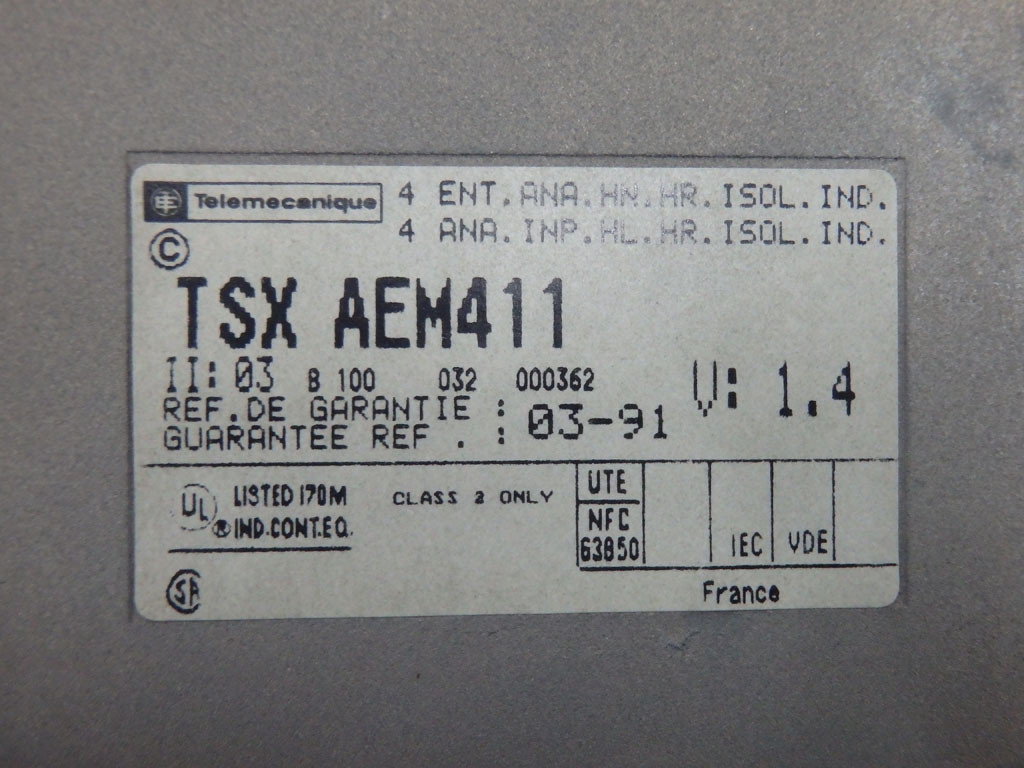 Telemecanique
4 ENT.ANA.HN.HR.ISOL.IND.
4 ANA.INP.HL.HR.ISOL.IND.
©
TSX AEM411
II: 03 B 100 032 000362
V: 1.4
REF.DE GARANTIE :
GUARANTEE REF . : 03-91
UL LISTED 170M
® IND.CONT.EQ.
CLASS 2 ONLY
UTE
NFC
63850
IEC
VDE
SA
France